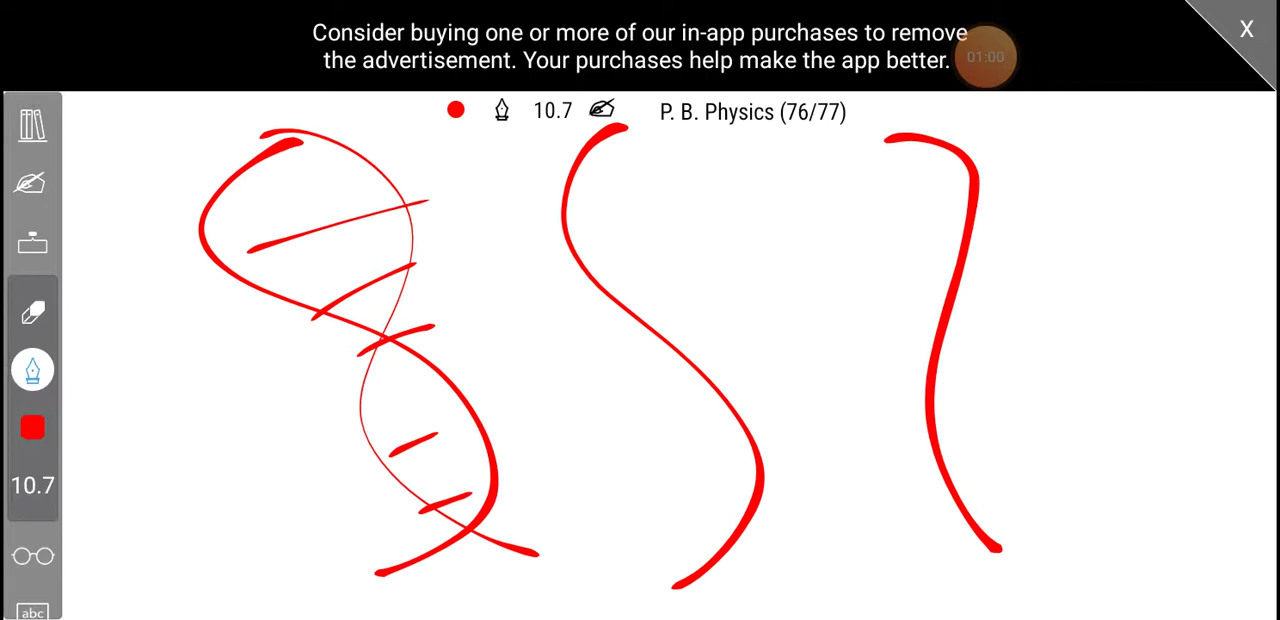 Consider buying one or more of our in-app purchases to remove
the advertisement. Your purchases help make the app better.
01:00
X
10.7
P. B. Physics (76/77)
10.7
abc